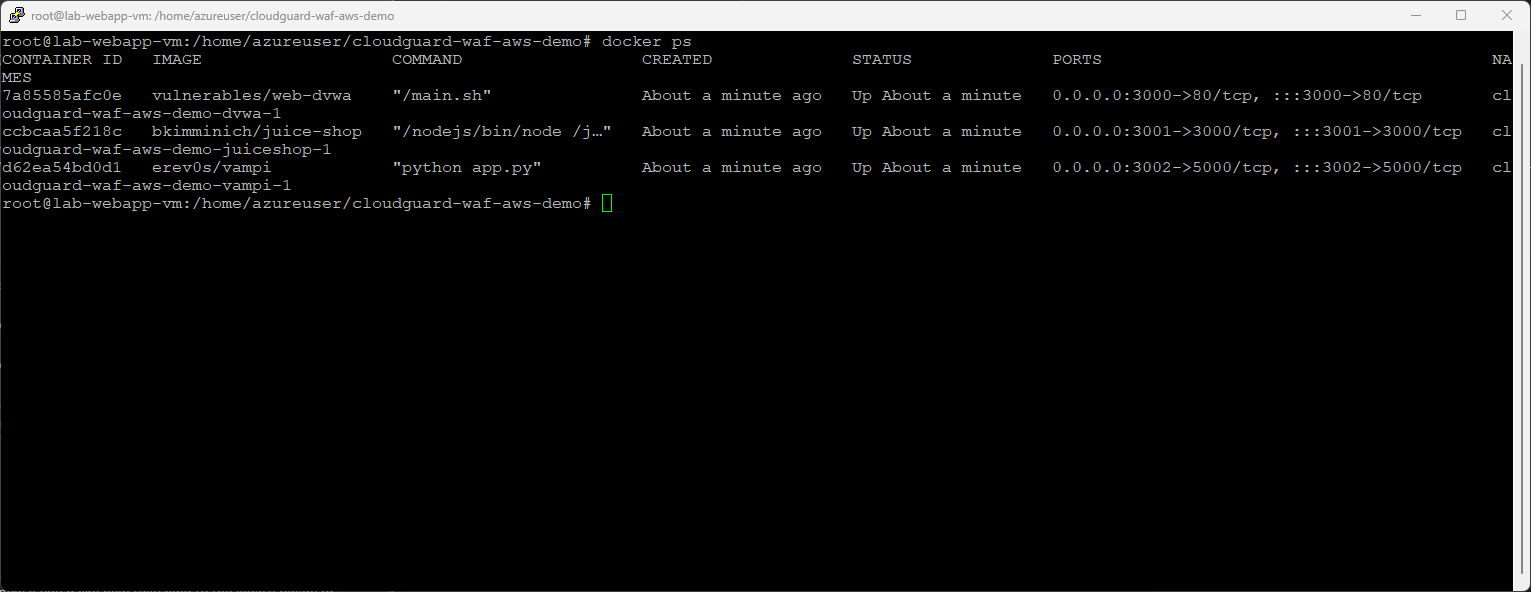 root@lab-webapp-vm: /home/azureuser/cloudguard-waf-aws-demo
root@lab-webapp-vm:/home/azureuser/cloudguard-waf-aws-demo# docker ps
CONTAINER ID   IMAGE                  COMMAND                  CREATED              STATUS              PORTS                                       NA
MES
7a85585afc0e   vulnerables/web-dvwa   "/main.sh"               About a minute ago   Up About a minute   0.0.0.0:3000->80/tcp, :::3000->80/tcp       cl
oudguard-waf-aws-demo-dvwa-1
ccbcaa5f218c   bkimminich/juice-shop   "/nodejs/bin/node /j…"   About a minute ago   Up About a minute   0.0.0.0:3001->3000/tcp, :::3001->3000/tcp   cl
oudguard-waf-aws-demo-juiceshop-1
d62ea54bd0d1   erev0s/vampi           "python app.py"          About a minute ago   Up About a minute   0.0.0.0:3002->5000/tcp, :::3002->5000/tcp   cl
oudguard-waf-aws-demo-vampi-1
root@lab-webapp-vm:/home/azureuser/cloudguard-waf-aws-demo#